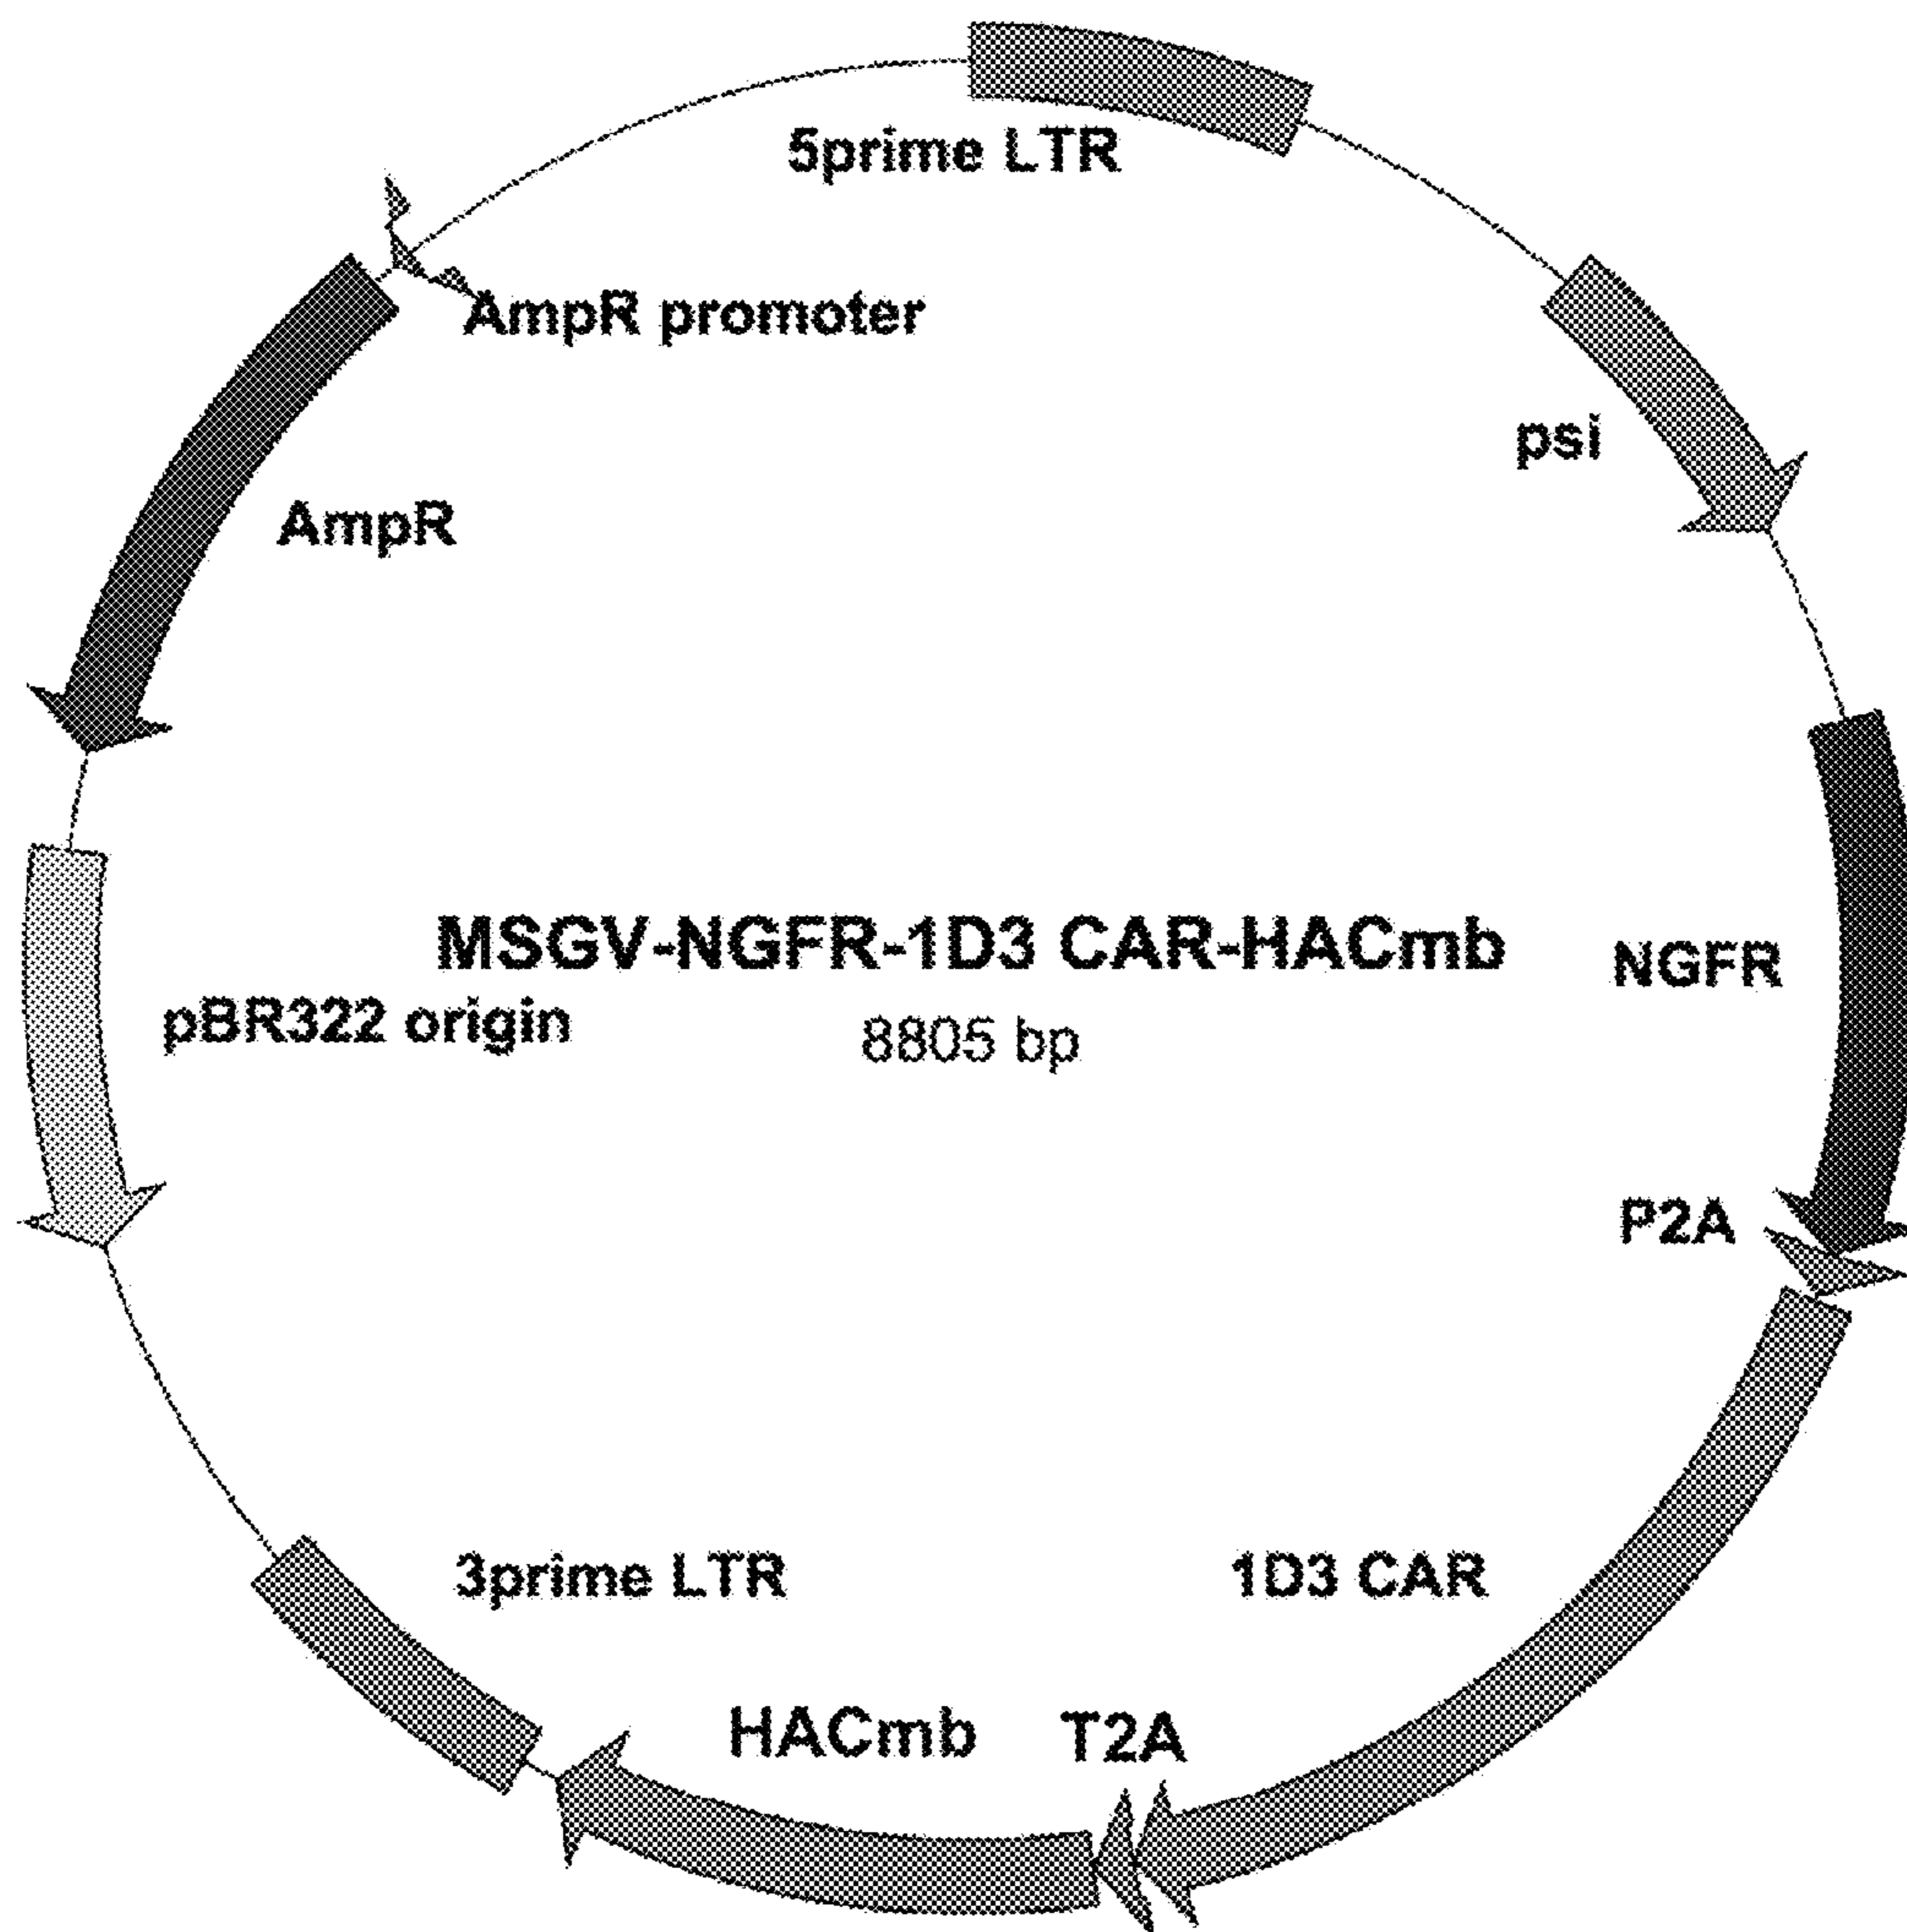 5prime LTR
AmpR promoter
psi
AmpR
MSGV-NGFR-1D3 CAR-HACmb
NGFR
pBR322 origin
8805 bp
P2A
3prime LTR
1D3 CAR
HACmb
T2A